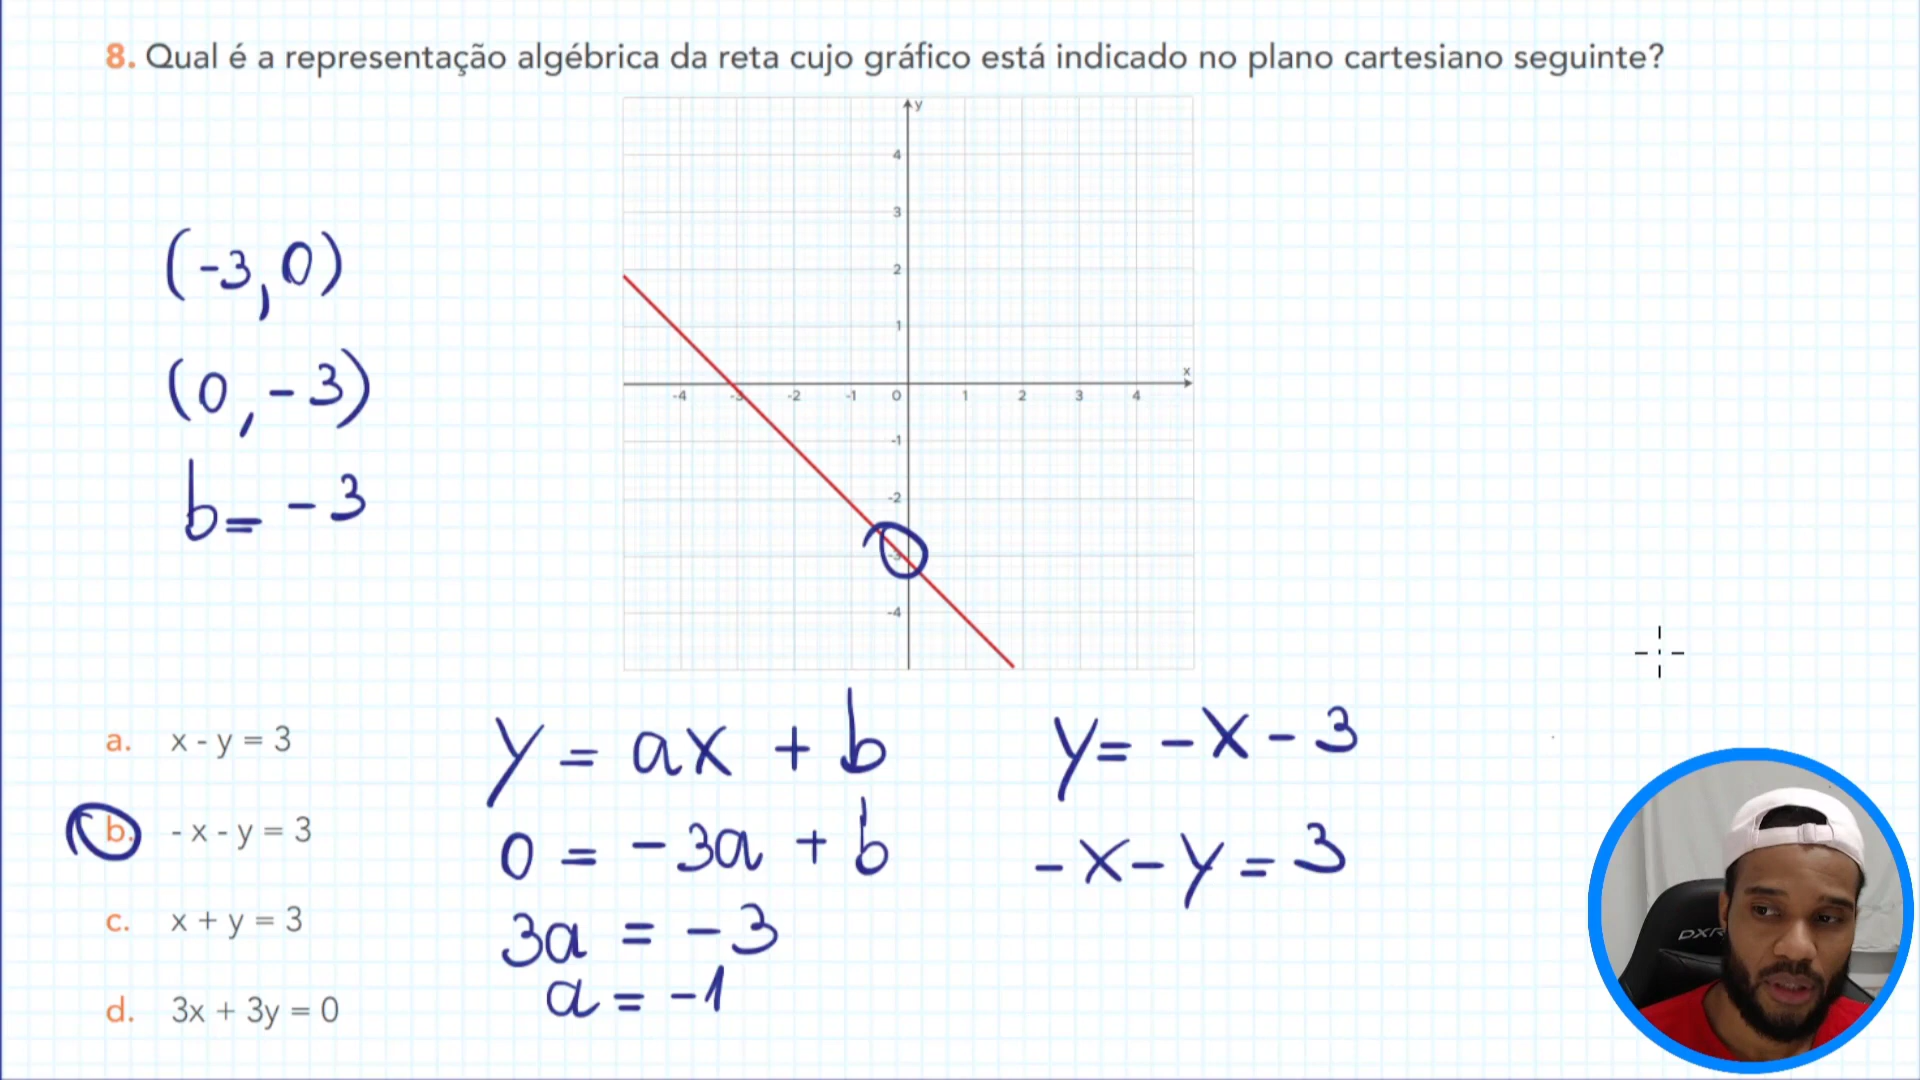 8. Qual é a representação algébrica da reta cujo gráfico está indicado no plano cartesiano seguinte?
y
4
3
2
1
x
-4 -3 -2 -1 0 1 2 3 4
-1
-2
-3
-4
(-3,0)
(0,-3)
b= -3
a. x - y = 3
b. - x - y = 3
c. x + y = 3
d. 3x + 3y = 0
y = ax + b
0 = -3a + b
3a = -3
a = -1
y= -x-3
-x-y=3